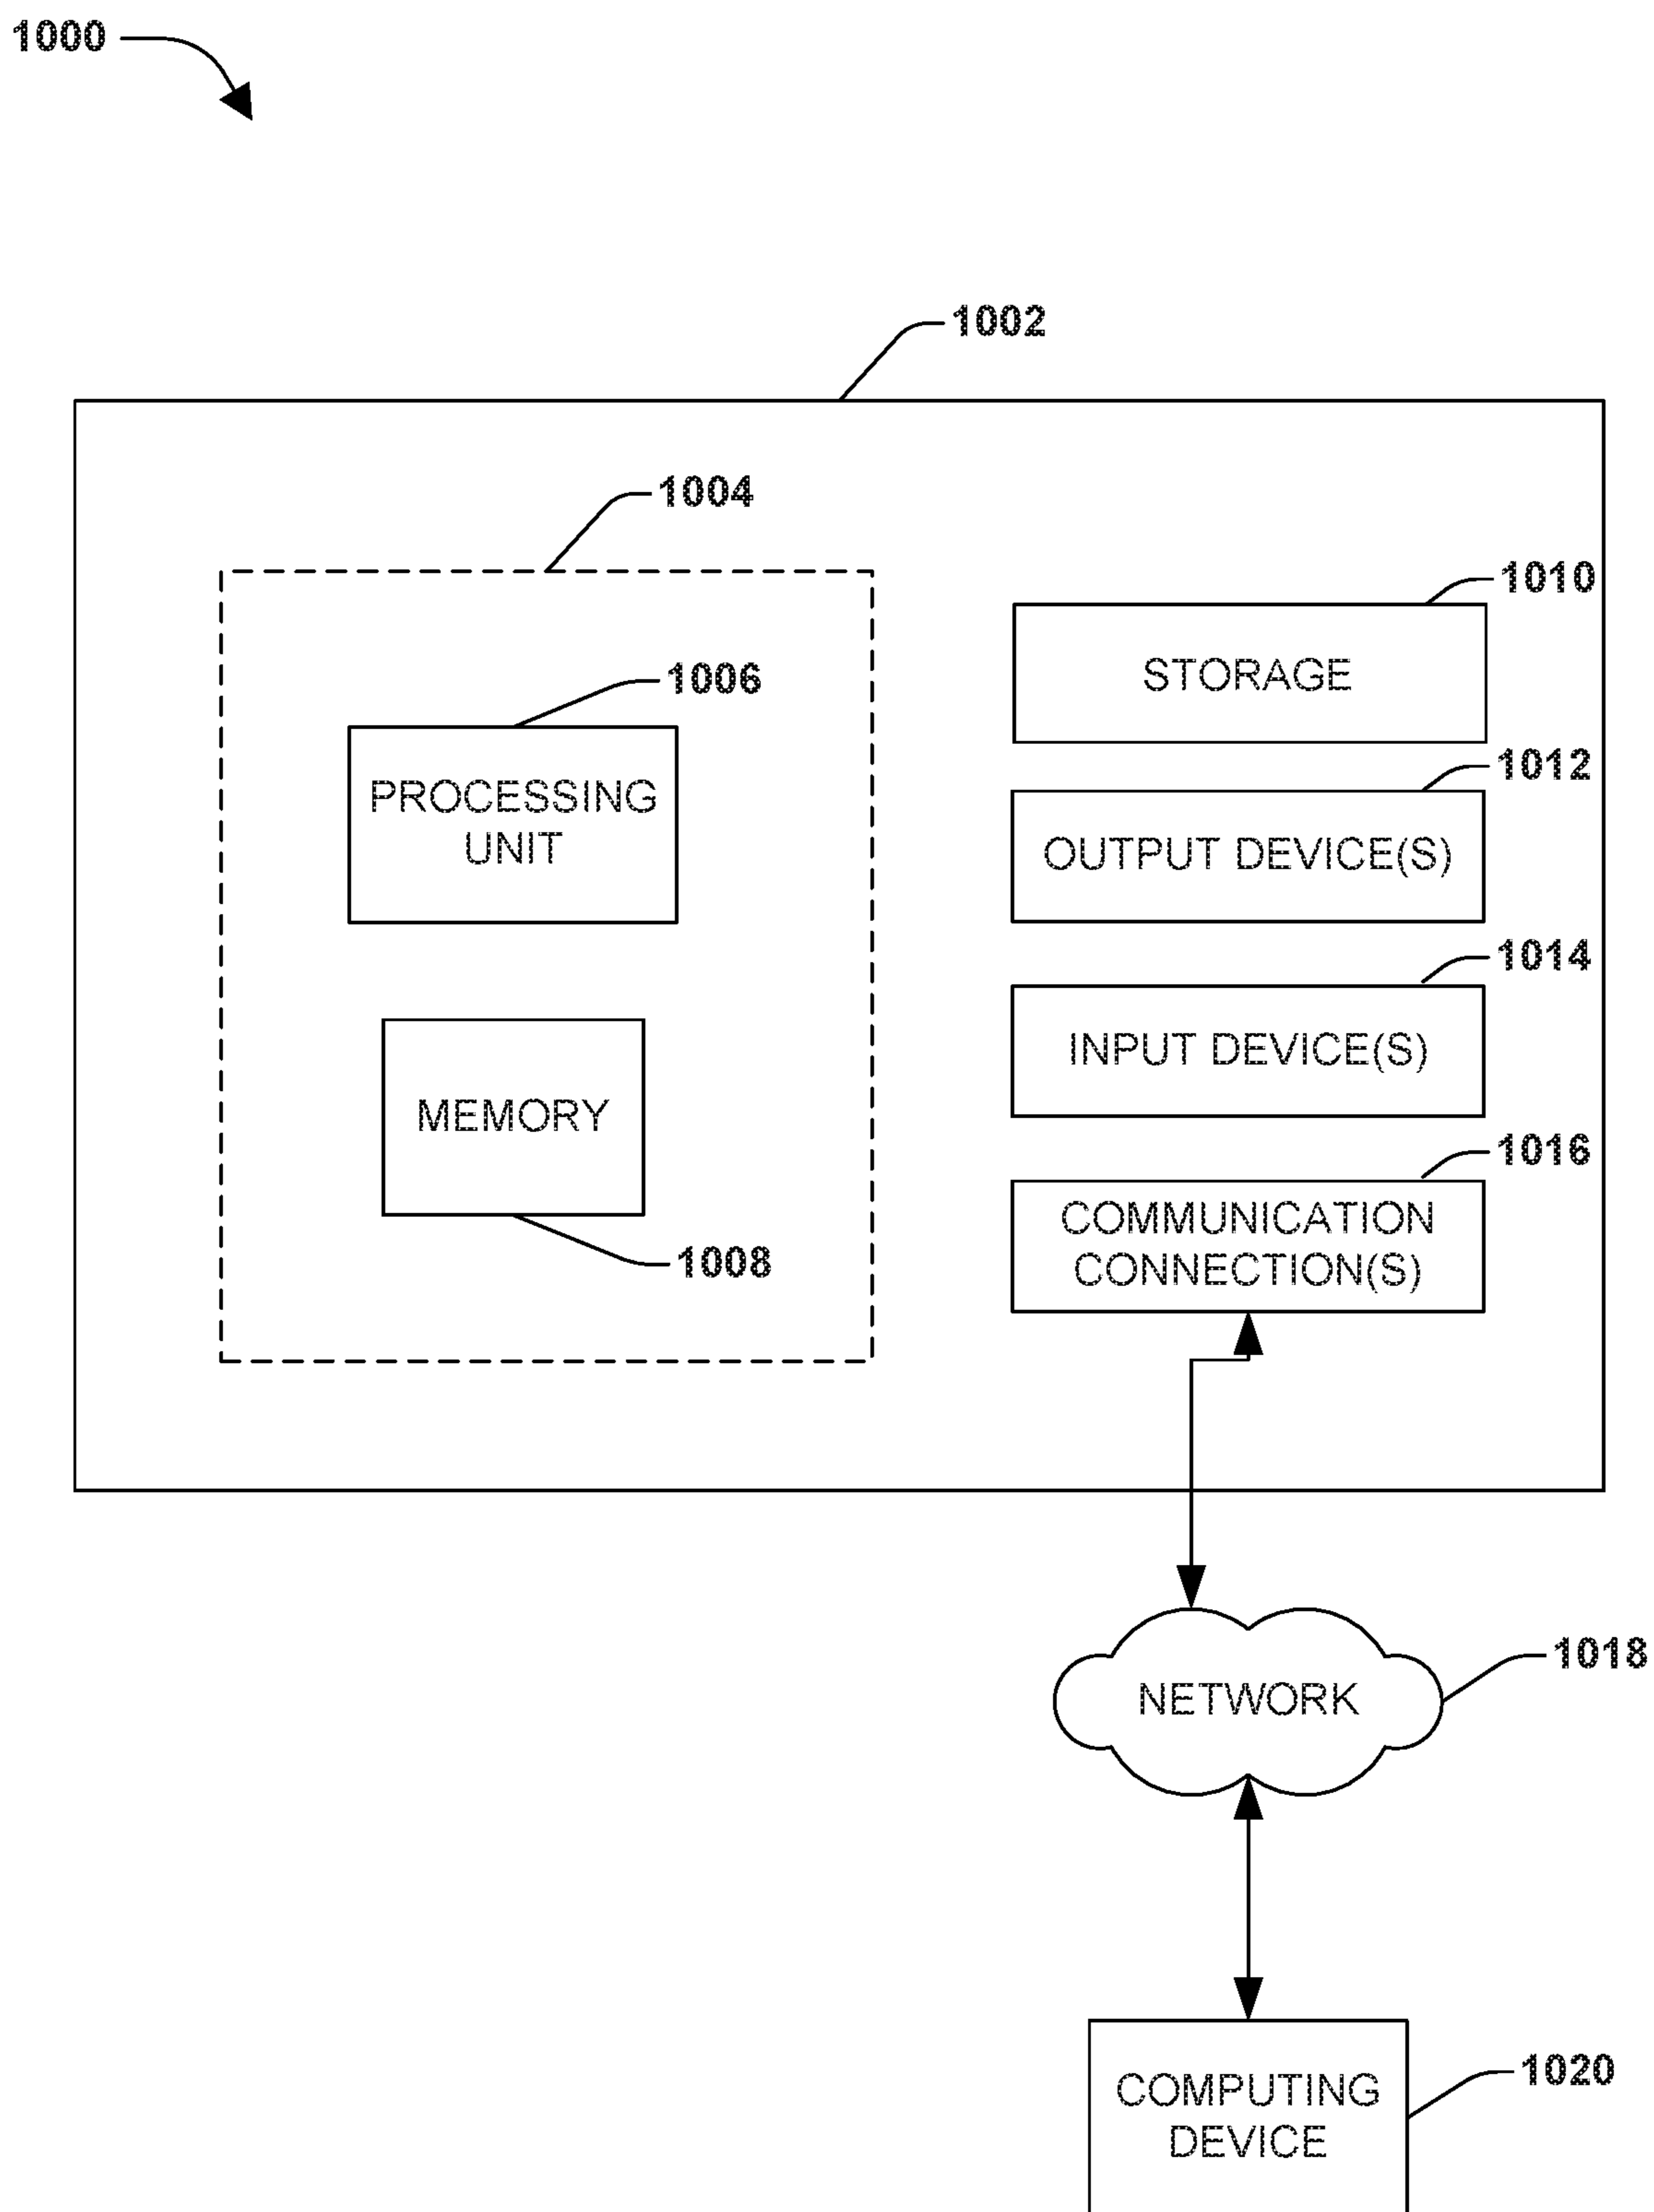 1000
1002
1004
1010
STORAGE
1006
PROCESSING
UNIT
1012
OUTPUT DEVICE(S)
1014
INPUT DEVICE(S)
MEMORY
1008
1016
COMMUNICATION
CONNECTION(S)
1018
NETWORK
1020
COMPUTING
DEVICE